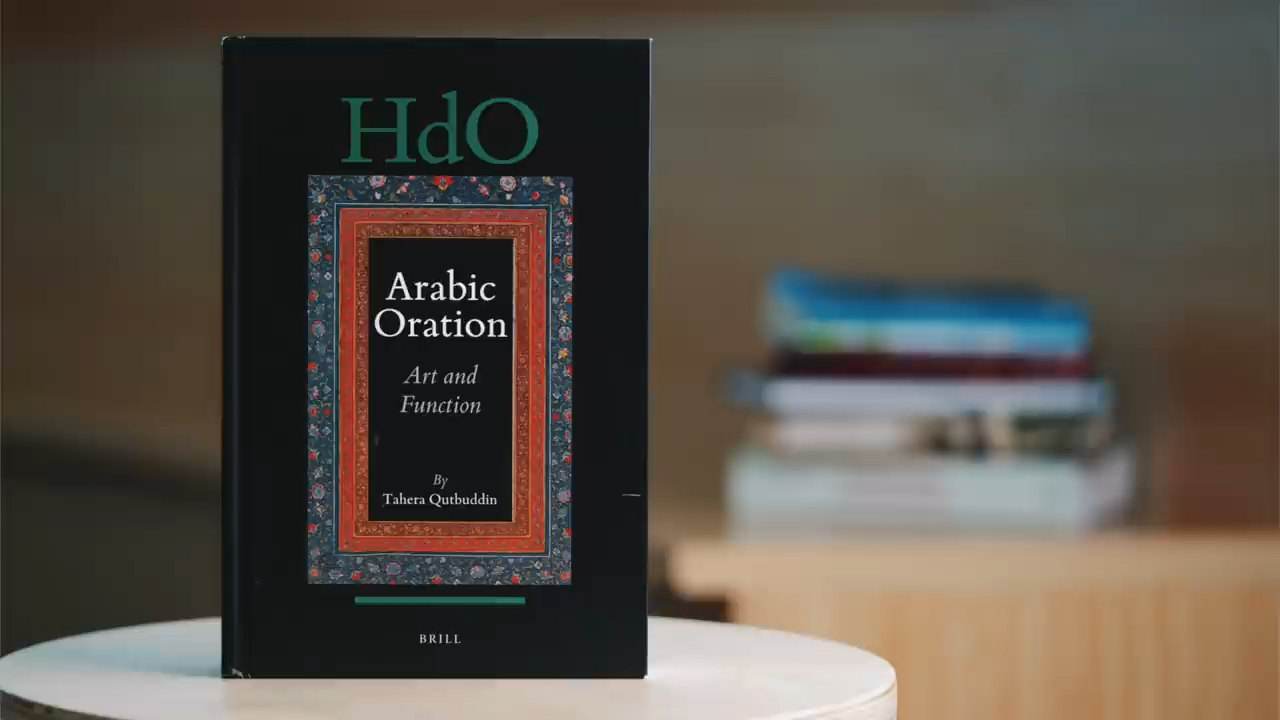 HdO
Arabic
Oration
Art and
Function
By
Tahera Qutbuddin
BRILL